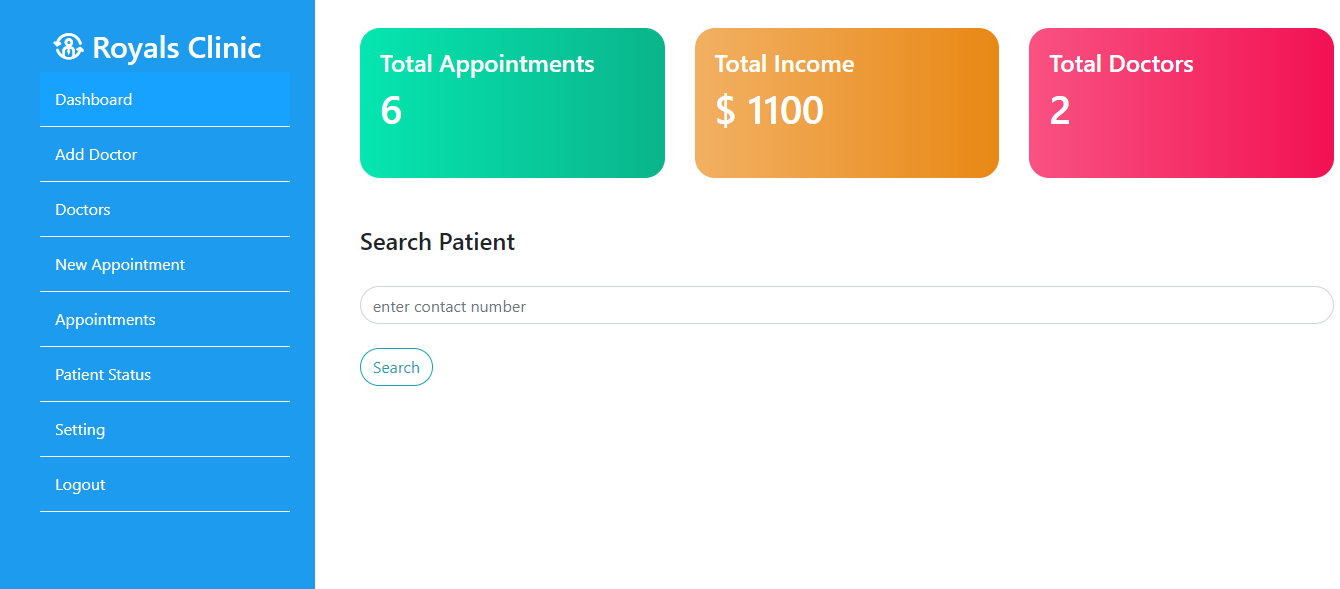 Royals Clinic
Dashboard
Add Doctor
Doctors
New Appointment
Appointments
Patient Status
Setting
Logout
Total Appointments
6
Total Income
$ 1100
Total Doctors
2
Search Patient
enter contact number
Search